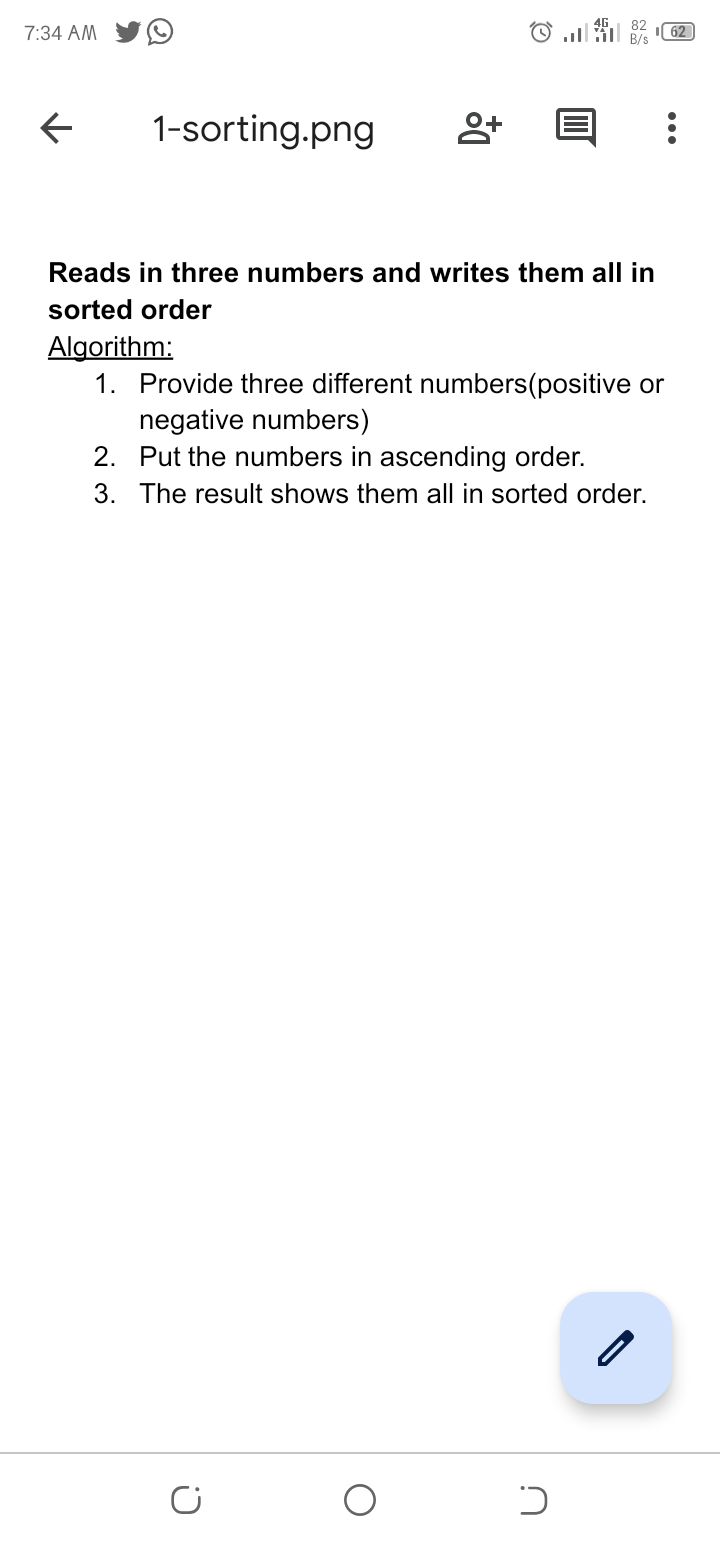 7:34 AM 4G 82 B/s 62
1-sorting.png
Reads in three numbers and writes them all in
sorted order
Algorithm:
1. Provide three different numbers(positive or
negative numbers)
2. Put the numbers in ascending order.
3. The result shows them all in sorted order.